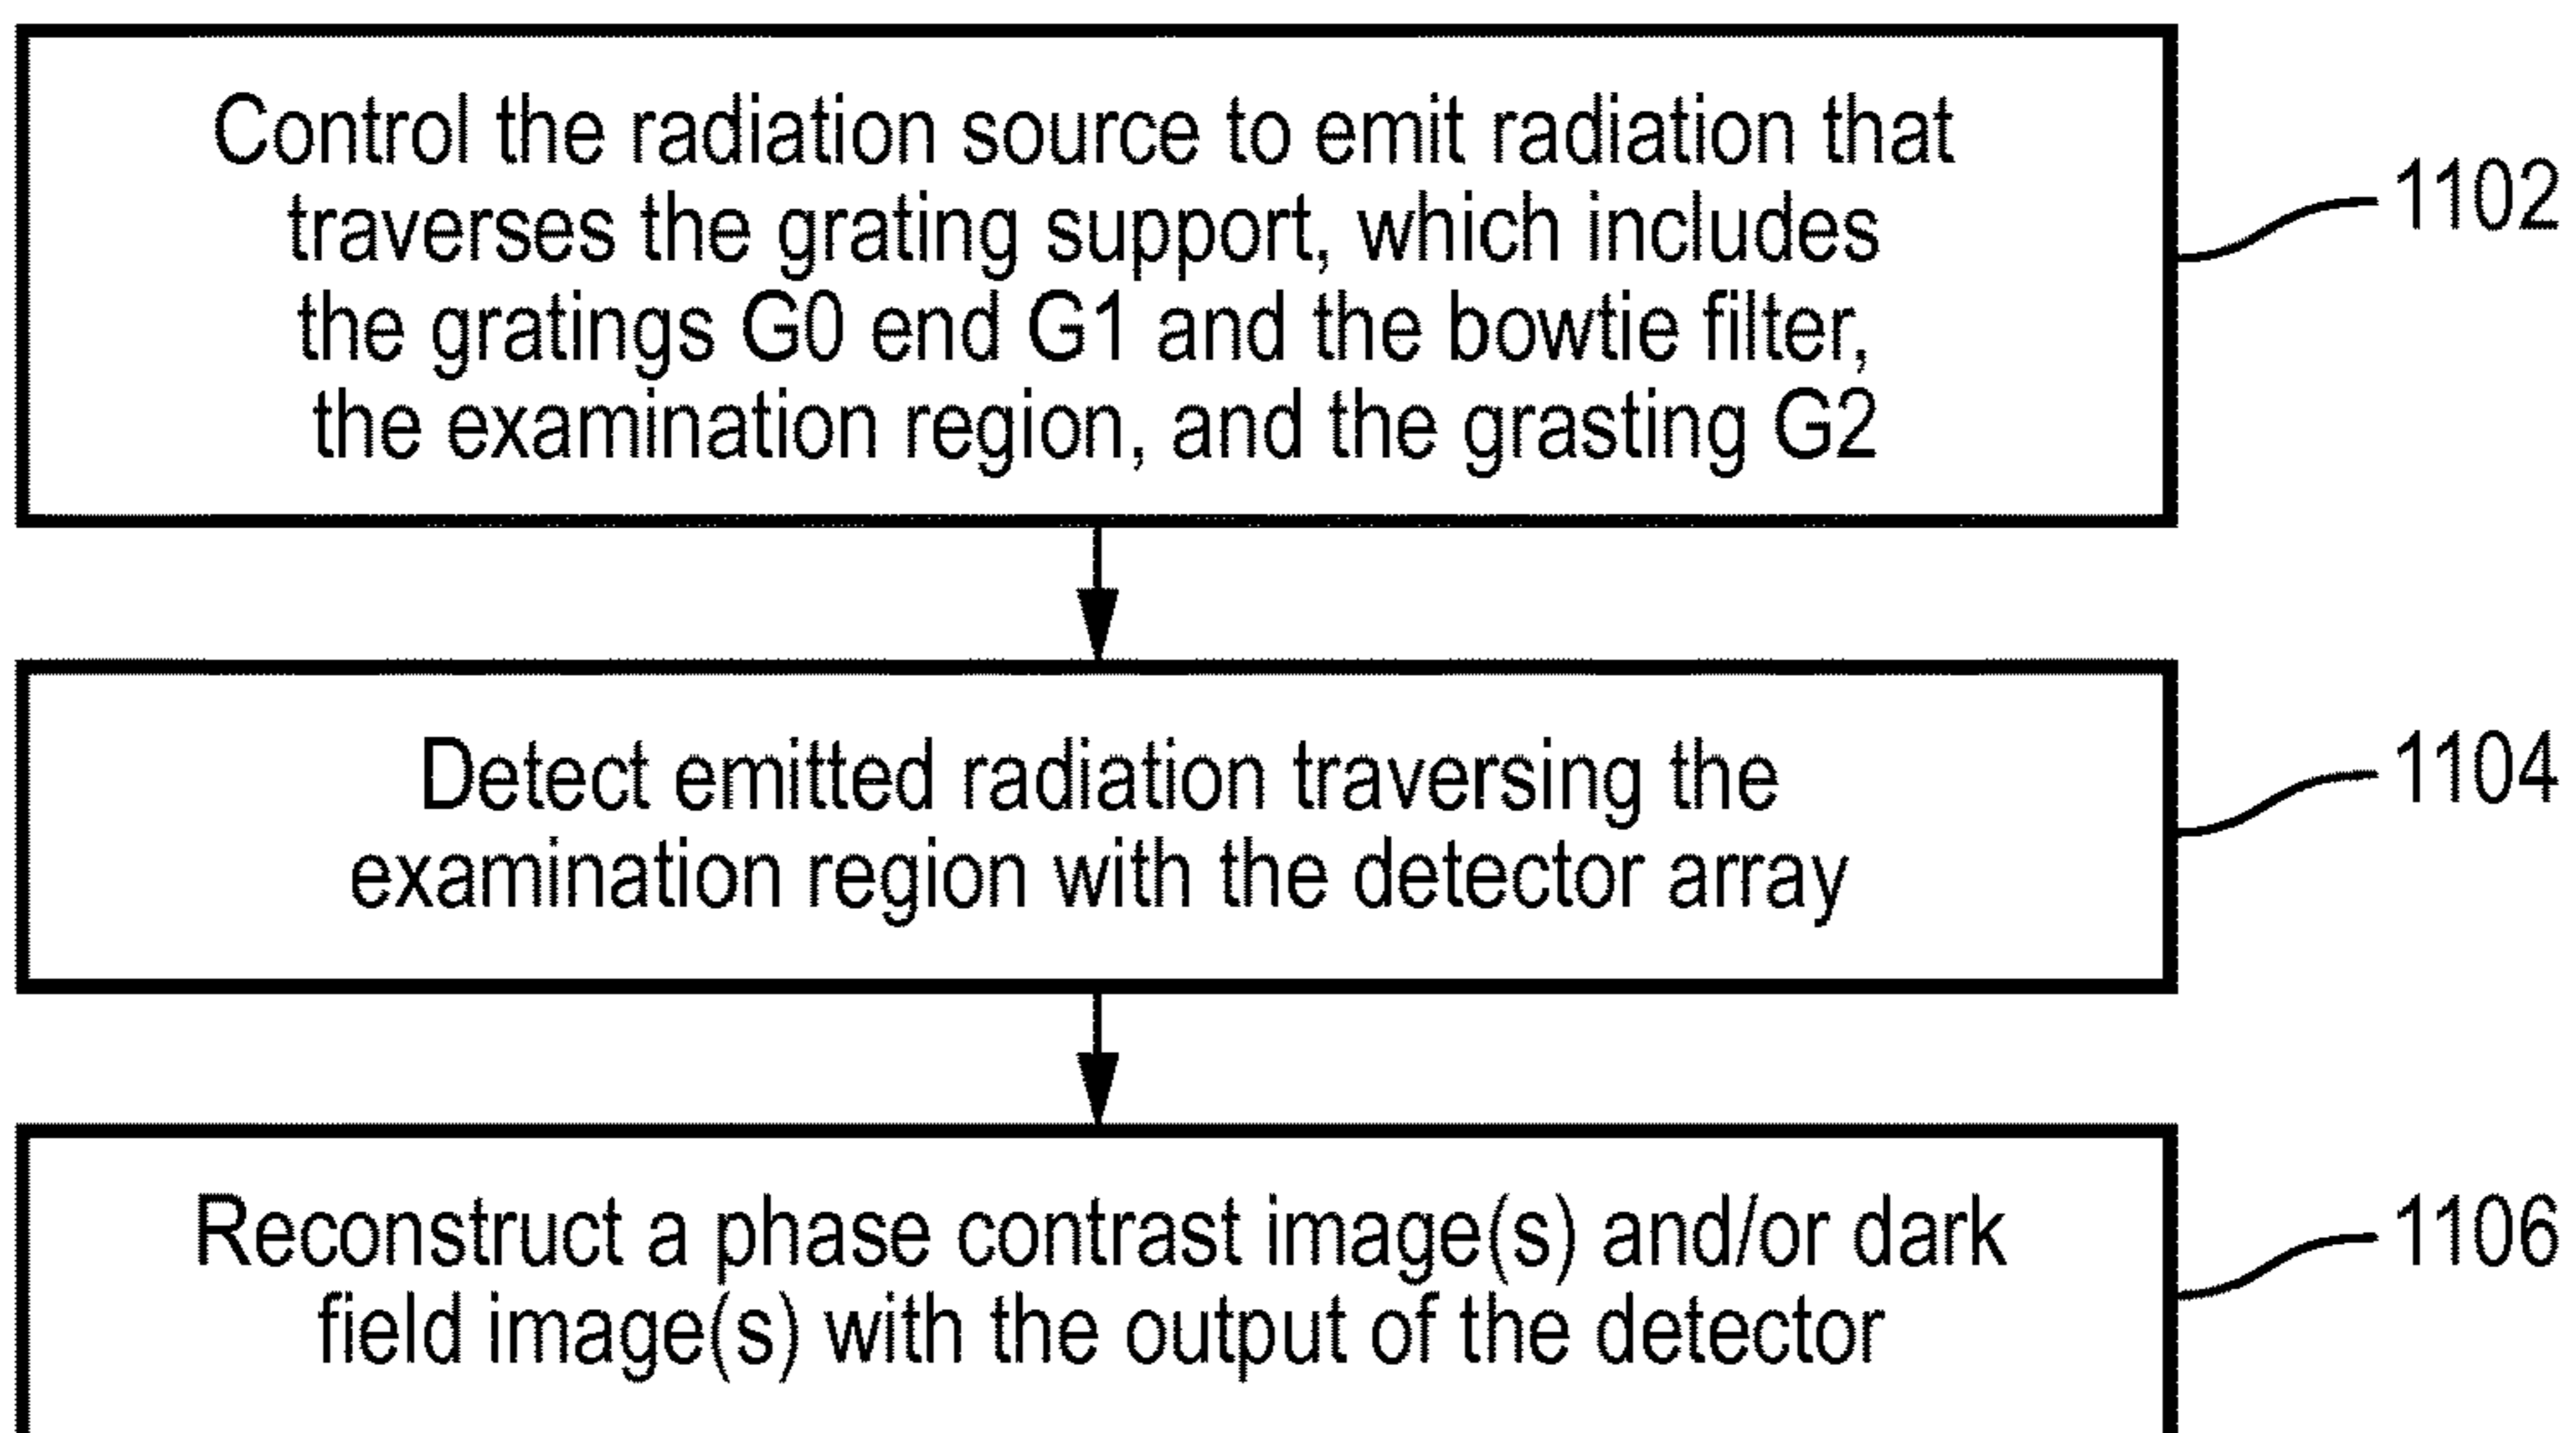 Control the radiation source to emit radiation that
traverses the grating support, which includes
the gratings G0 end G1 and the bowtie filter,
the examination region, and the grasting G2
1102
Detect emitted radiation traversing the
examination region with the detector array
1104
Reconstruct a phase contrast image(s) and/or dark
field image(s) with the output of the detector
1106